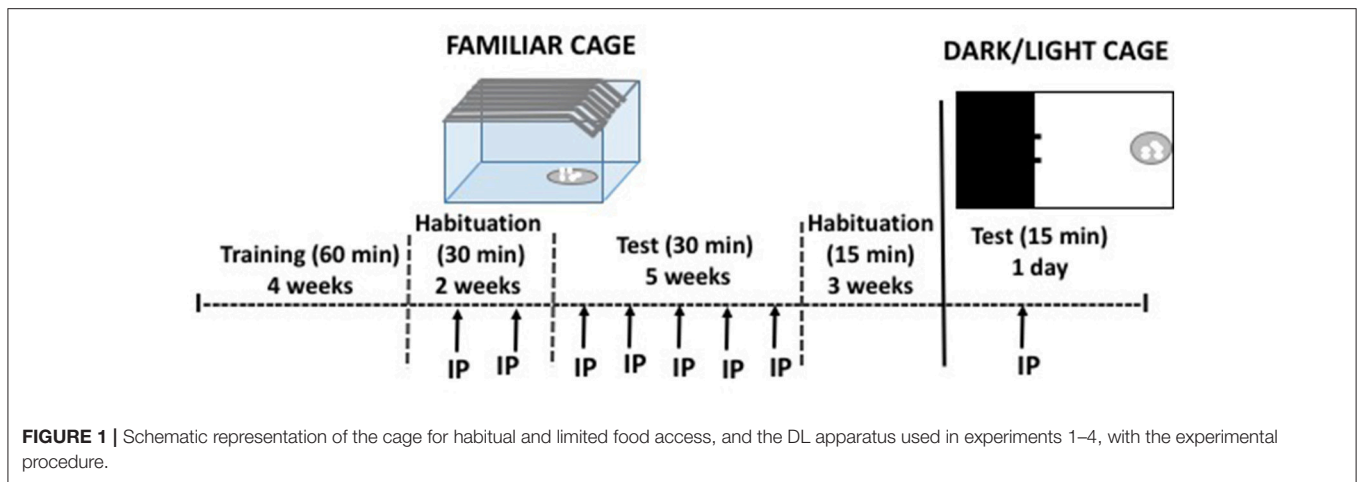 FAMILIAR CAGE
DARK/LIGHT CAGE
Training (60 min)
4 weeks
Habituation
(30 min)
2 weeks
Test (30 min)
5 weeks
Habituation
(15 min)
3 weeks
Test (15 min)
1 day
IP
IP
IP
IP
IP
IP
IP
IP
FIGURE 1 | Schematic representation of the cage for habitual and limited food access, and the DL apparatus used in experiments 1–4, with the experimental
procedure.